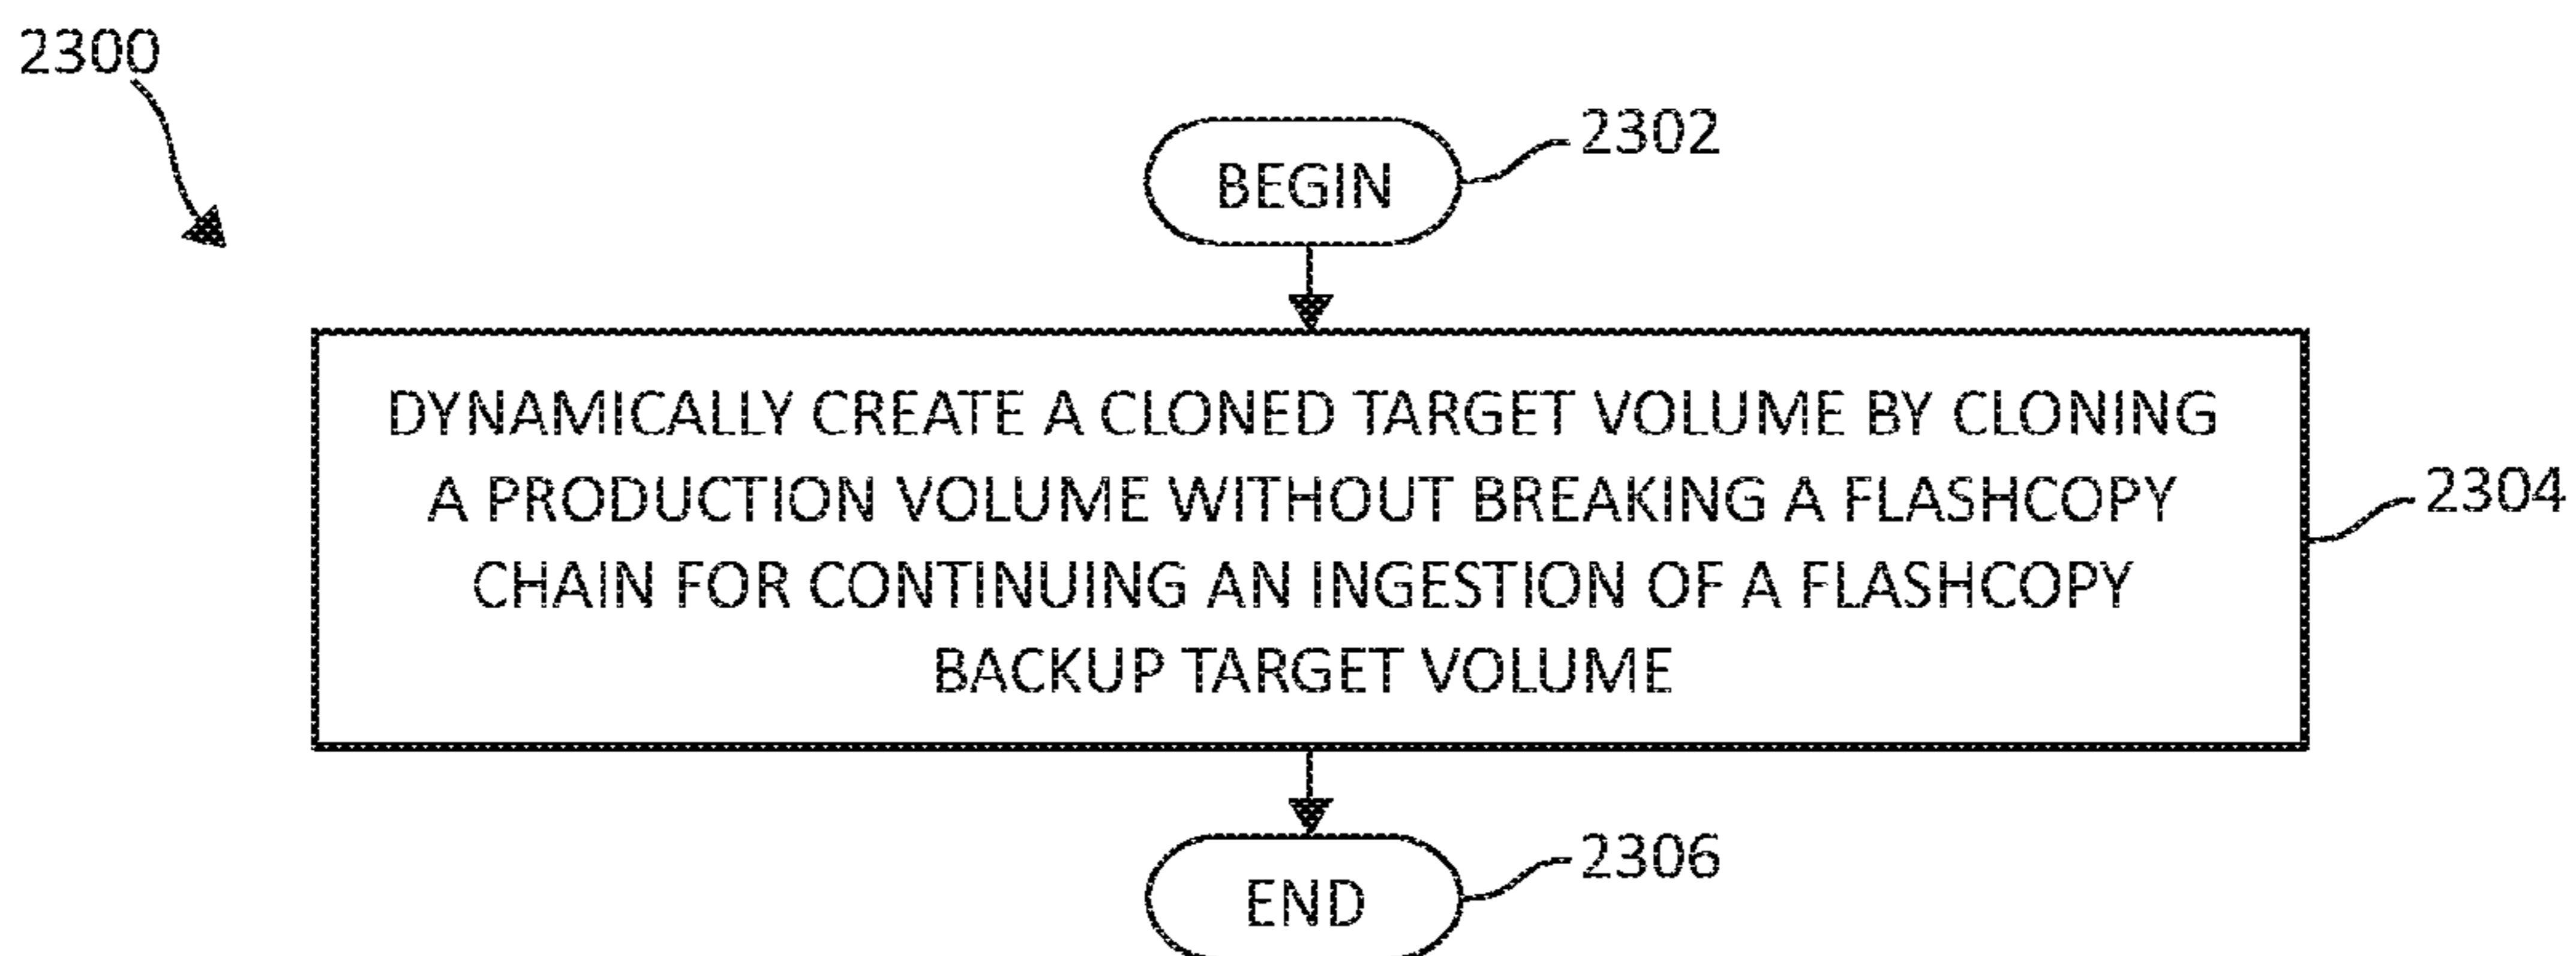 2300
BEGIN
2302
DYNAMICALLY CREATE A CLONED TARGET VOLUME BY CLONING
A PRODUCTION VOLUME WITHOUT BREAKING A FLASHCOPY
CHAIN FOR CONTINUING AN INGESTION OF A FLASHCOPY
BACKUP TARGET VOLUME
2304
END
2306